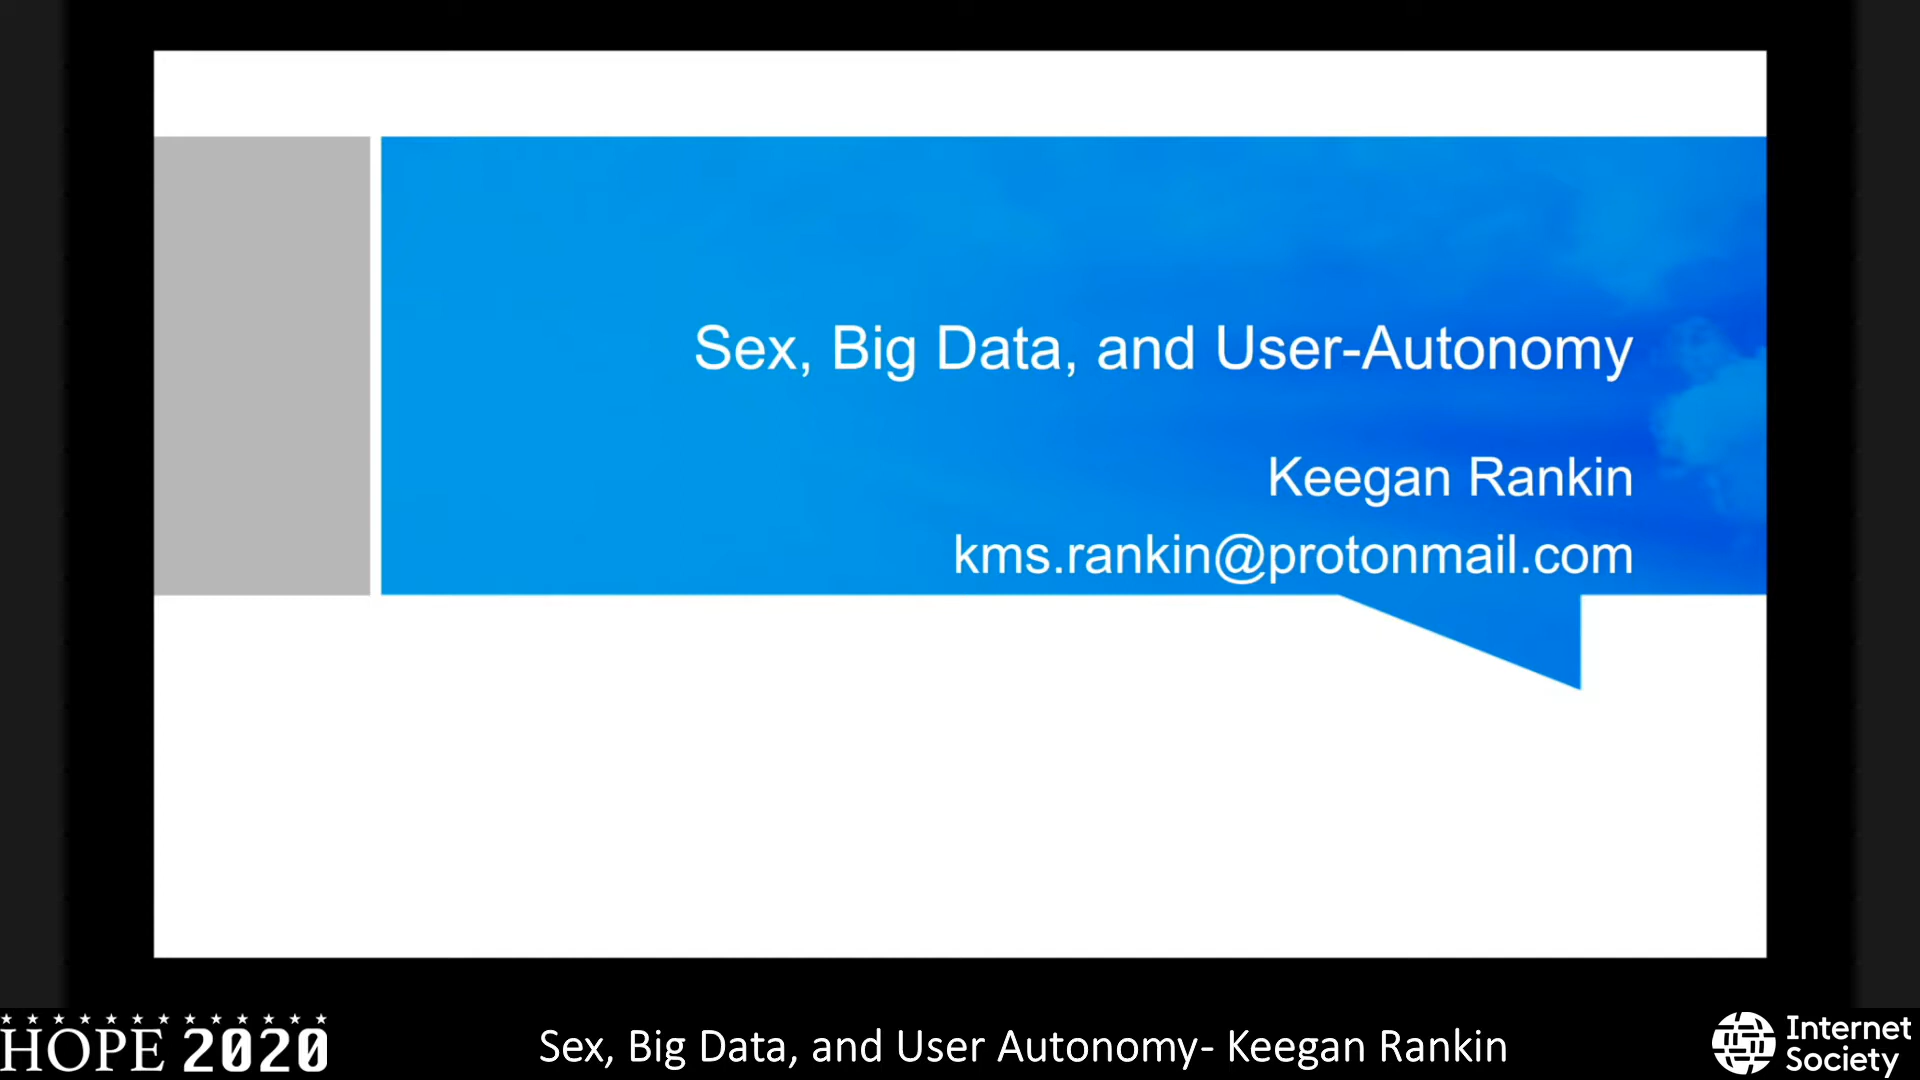 Sex, Big Data, and User-Autonomy
Keegan Rankin
kms.rankin@protonmail.com
HOPE 2020
Sex, Big Data, and User Autonomy- Keegan Rankin
Internet
Society